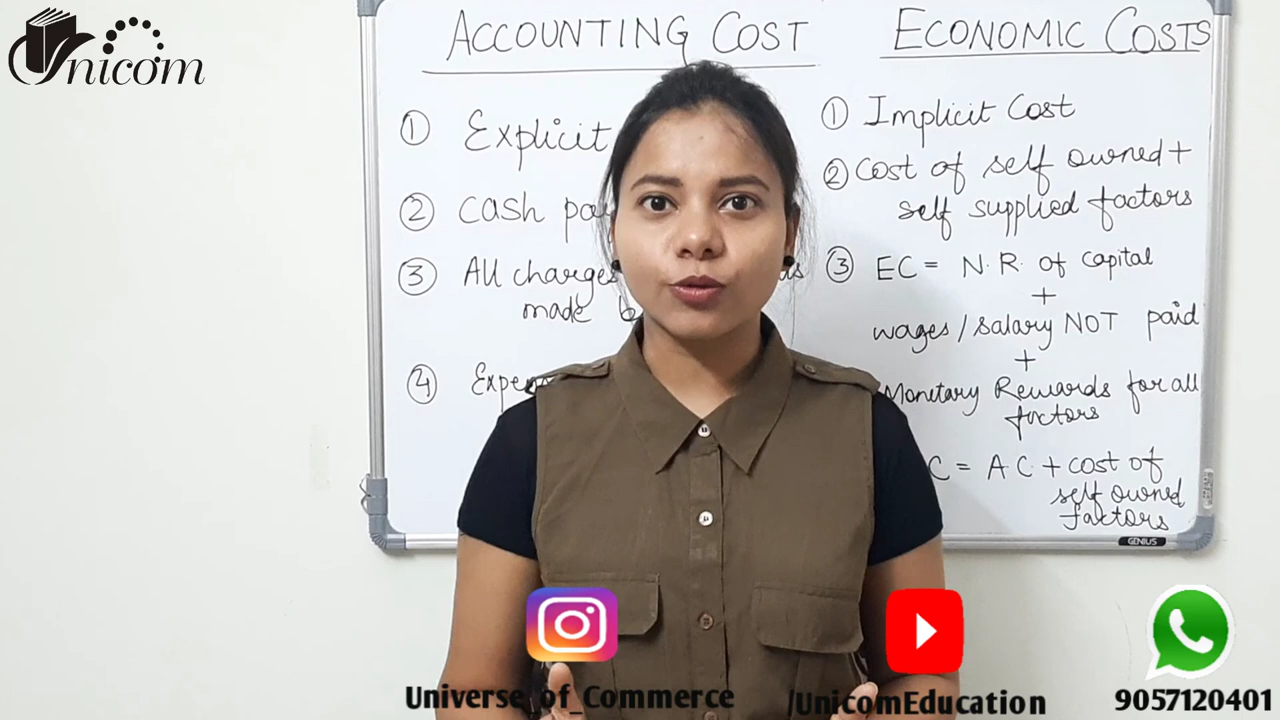 Unicom
ACCOUNTING COST
① Explicit
② Cash
③ All charges
made
④
ECONOMIC COSTS
① Implicit Cost
② Cost of self owned +
self supplied factors
③ EC = N.R. of capital
+
wages/salary NOT paid
+
Monetary Rewards for all
factors
C = AC + cost of
self owned
factors
GENIUS
Universe_of_Commerce
/UnicomEducation
9057120401